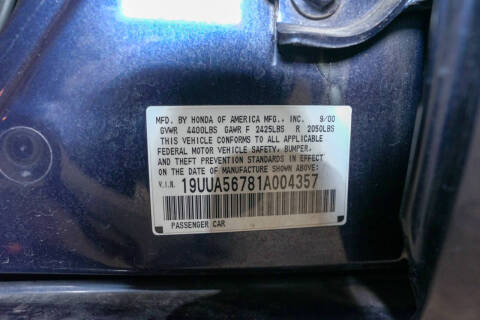 MFD. BY HONDA OF AMERICA MFG., INC. 9/00
GVWR 4400LBS GAWR F 2425LBS R 2050LBS
THIS VEHICLE CONFORMS TO ALL APPLICABLE
FEDERAL MOTOR VEHICLE SAFETY, BUMPER,
AND THEFT PREVENTION STANDARDS IN EFFECT
ON THE DATE OF MANUFACTURE SHOWN ABOVE:
V.I.N. 19UUA56781A004357
PASSENGER CAR